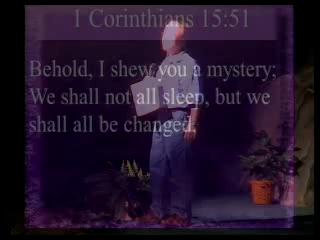 1 Corinthians 15:51
Behold, I shew you a mystery;
We shall not all sleep, but we
shall all be changed,